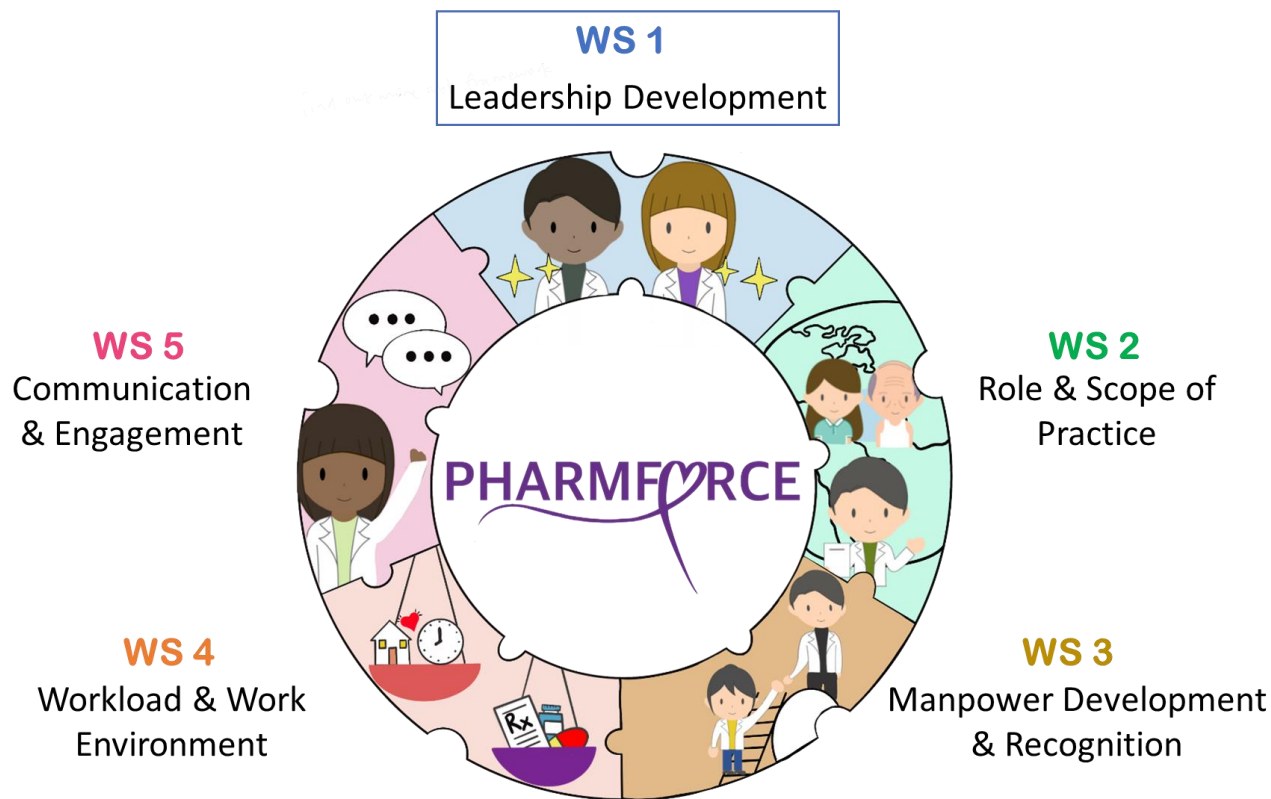 WS 1
Leadership Development
WS 5
Communication
& Engagement
WS 2
Role & Scope of
Practice
PHARMFORCE
Rx
WS 4
Workload & Work
Environment
WS 3
Manpower Development
& Recognition